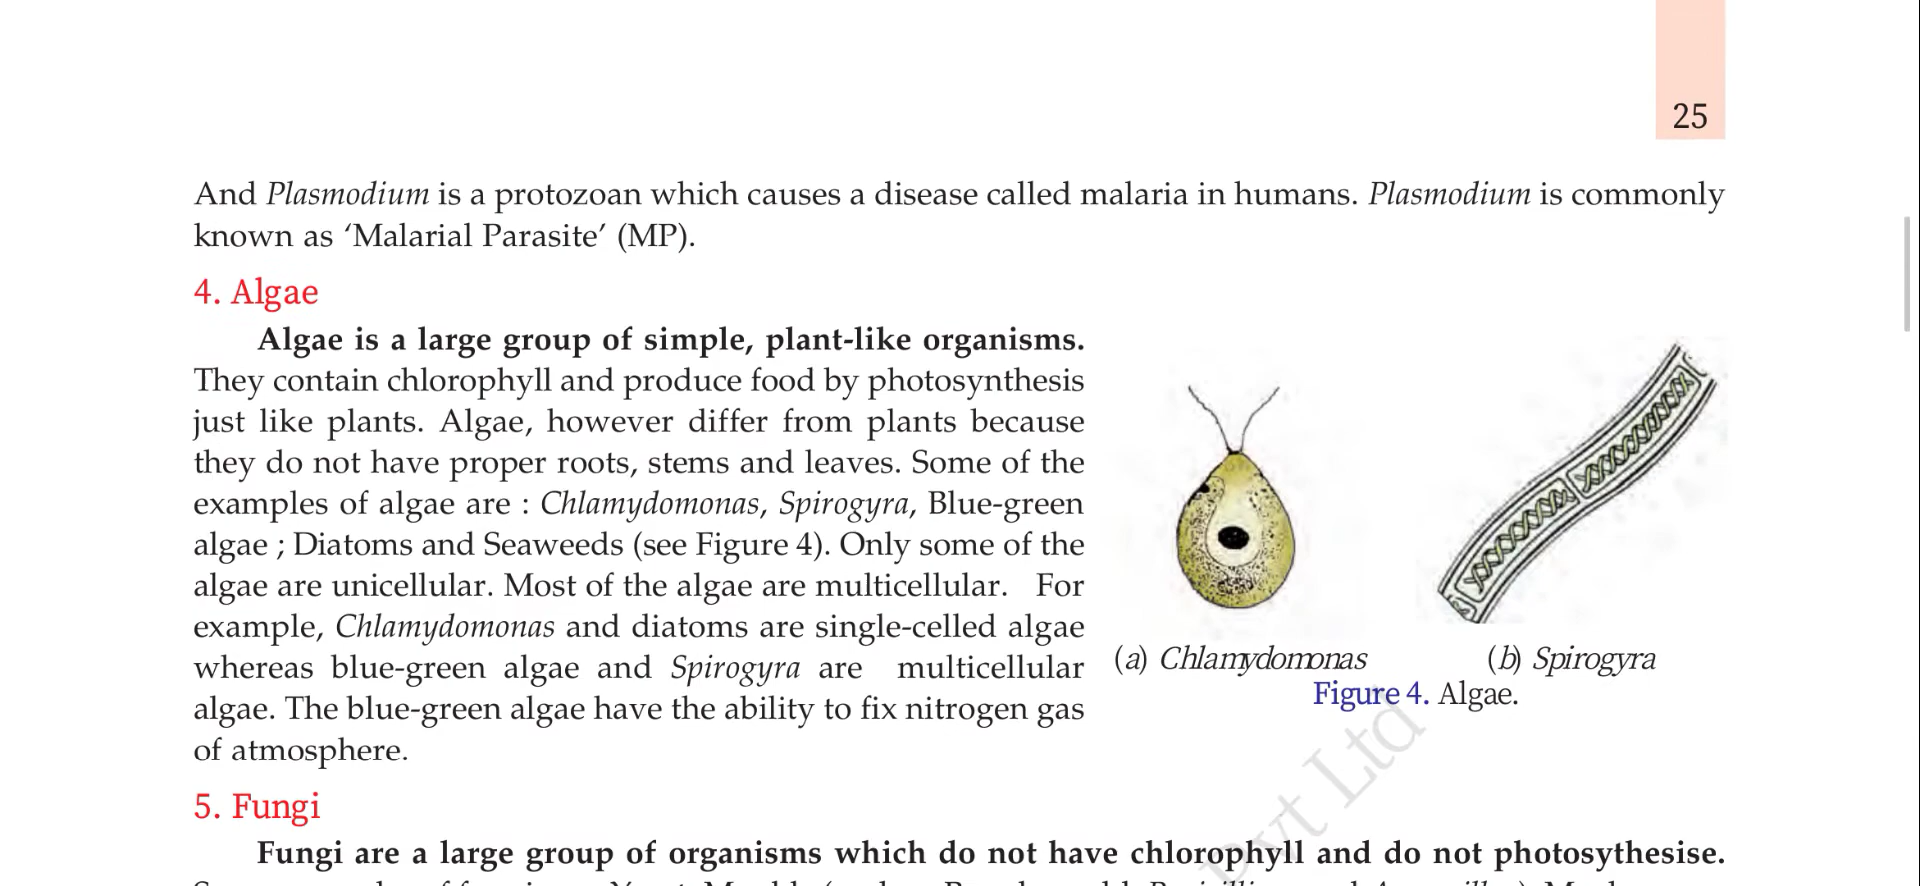 25
And Plasmodium is a protozoan which causes a disease called malaria in humans. Plasmodium is commonly
known as ‘Malarial Parasite’ (MP).
4. Algae
Algae is a large group of simple, plant-like organisms.
They contain chlorophyll and produce food by photosynthesis
just like plants. Algae, however differ from plants because
they do not have proper roots, stems and leaves. Some of the
examples of algae are : Chlamydomonas, Spirogyra, Blue-green
algae ; Diatoms and Seaweeds (see Figure 4). Only some of the
algae are unicellular. Most of the algae are multicellular. For
example, Chlamydomonas and diatoms are single-celled algae
whereas blue-green algae and Spirogyra are multicellular
algae. The blue-green algae have the ability to fix nitrogen gas
of atmosphere.
(a) Chlamydomonas
(b) Spirogyra
Figure 4. Algae.
Pvt Ltd
5. Fungi
Fungi are a large group of organisms which do not have chlorophyll and do not photosythesise.